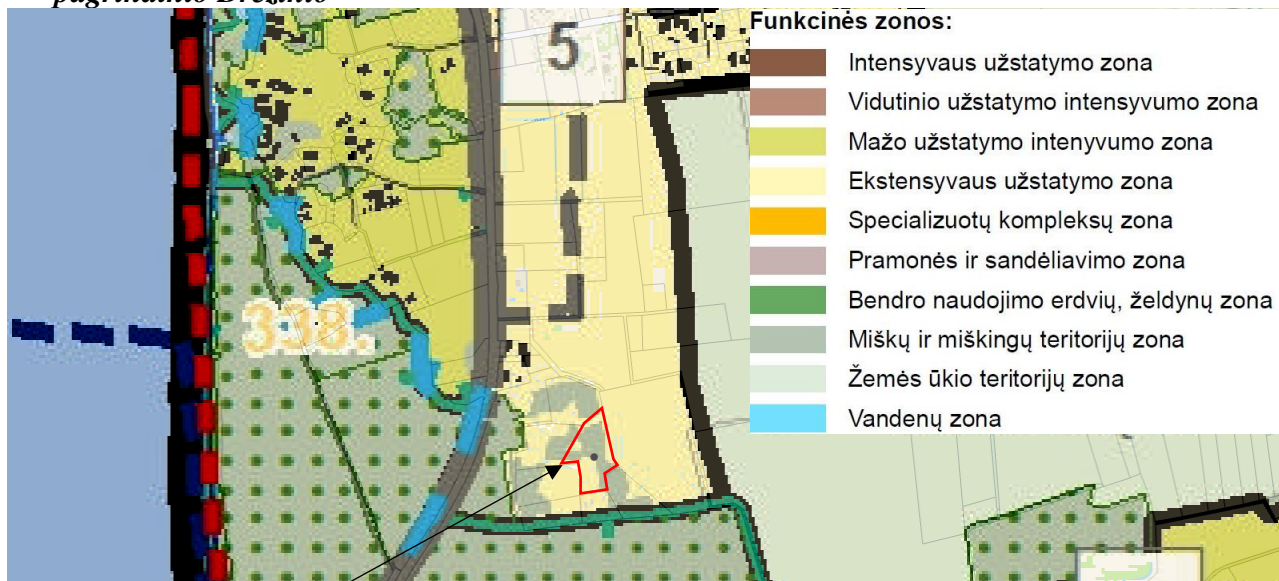 pagrindinio Brėžinio
5
Funkcinės zonos:
Intensyvaus užstatymo zona
Vidutinio užstatymo intensyvumo zona
Mažo užstatymo intenyvumo zona
Ekstensyvaus užstatymo zona
Specializuotų kompleksų zona
Pramonės ir sandėliavimo zona
Bendro naudojimo erdvių, želdynų zona
Miškų ir miškingų teritorijų zona
Žemės ūkio teritorijų zona
Vandenų zona
338.